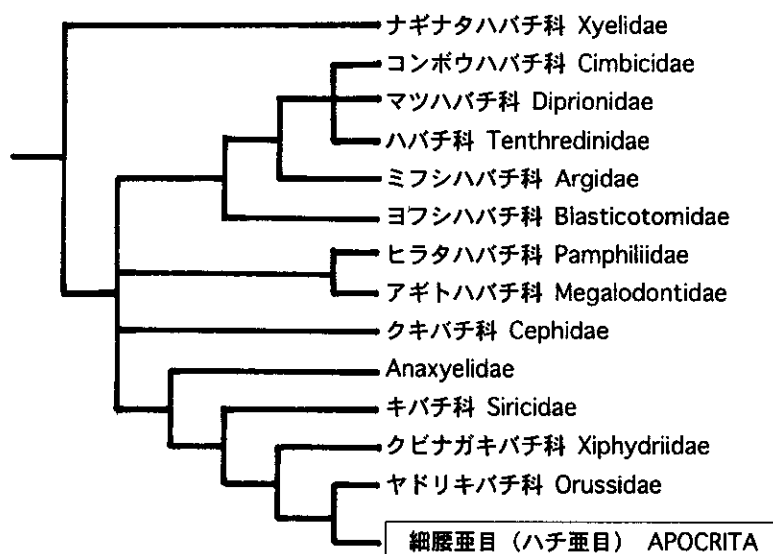 ナギナタハバチ科 Xyelidae
コンボウハバチ科 Cimbicidae
マツハバチ科 Diprionidae
ハバチ科 Tenthredinidae
ミフシハバチ科 Argidae
ヨフシハバチ科 Blasticotomidae
ヒラタハバチ科 Pamphiliidae
アギトハバチ科 Megalodontidae
クキバチ科 Cephidae
Anaxyelidae
キバチ科 Siricidae
クビナガキバチ科 Xiphydriidae
ヤドリキバチ科 Orussidae
細腰亜目（ハチ亜目） APOCRITA